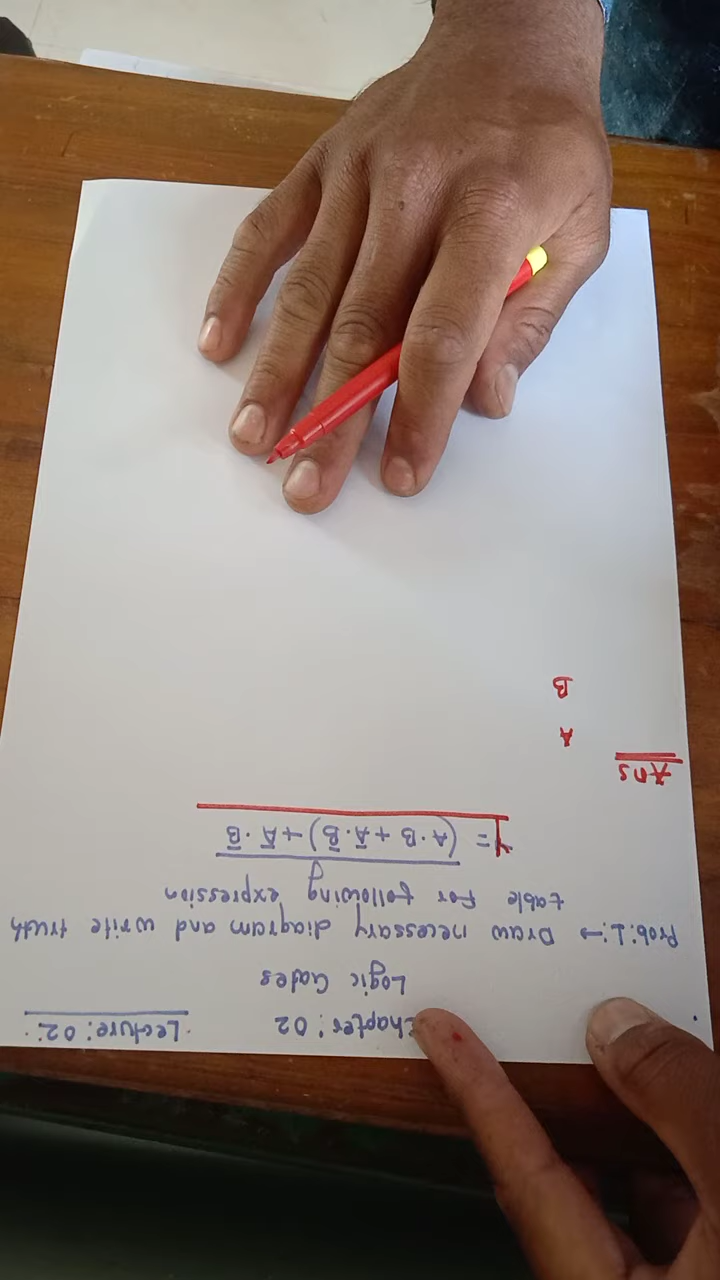 Chapter: 02 Lecture: 02:
Logic Gates
Prob: 1:→ Draw necessary diagram and write truth
table for following expression
Y = (A·B + A̅·B̅) + A̅·B̅
Ans
A
B